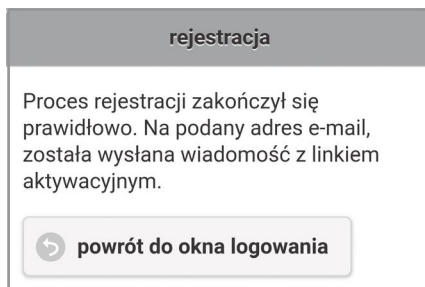 rejestracja
Proces rejestracji zakończył się
prawidłowo. Na podany adres e-mail,
została wysłana wiadomość z linkiem
aktywacyjnym.
powrót do okna logowania